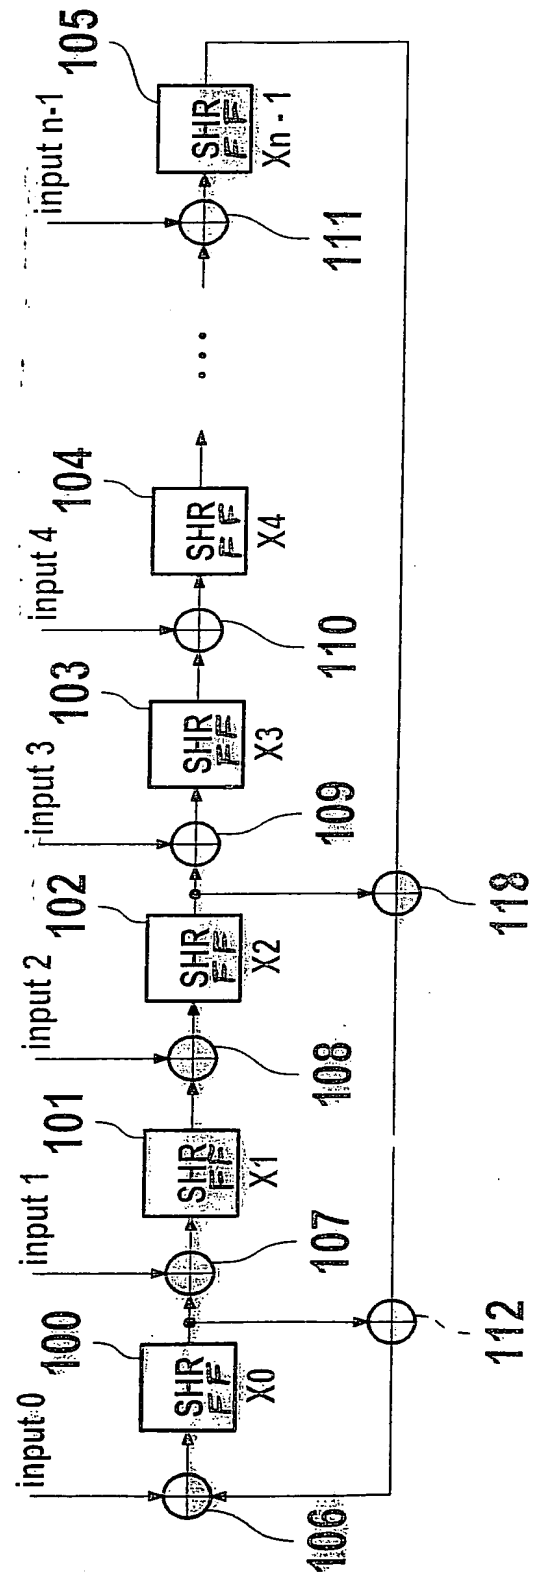 input 0
input 1
input 2
input 3
input 4
input n-1
100
101
102
103
104
105
SHR
FF
X0
SHR
FF
X1
SHR
FF
X2
SHR
FF
X3
SHR
FF
X4
...
SHR
FF
Xn-1
106
107
108
109
110
111
112
118